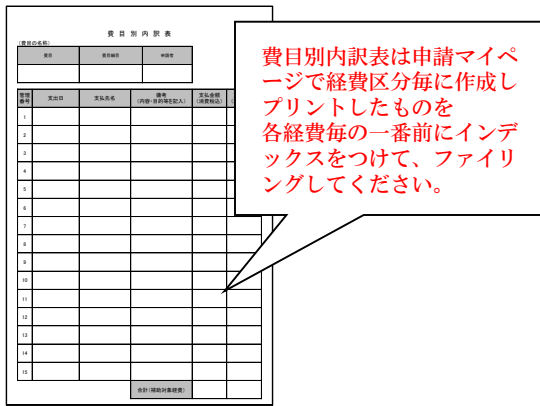 費目別内訳表
(費目の名称)
費目 費目細目 申請者
管理番号 支出日 支払先名 備考(内容・目的等を記入) 支払金額(消費税込)
1
2
3
4
5
6
7
8
9
10
11
12
13
14
15
合計(補助対象経費)
費目別内訳表は申請マイペ
ージで経費区分毎に作成し
プリントしたものを
各経費毎の一番前にインデ
ックスをつけて、ファイリ
ングしてください。